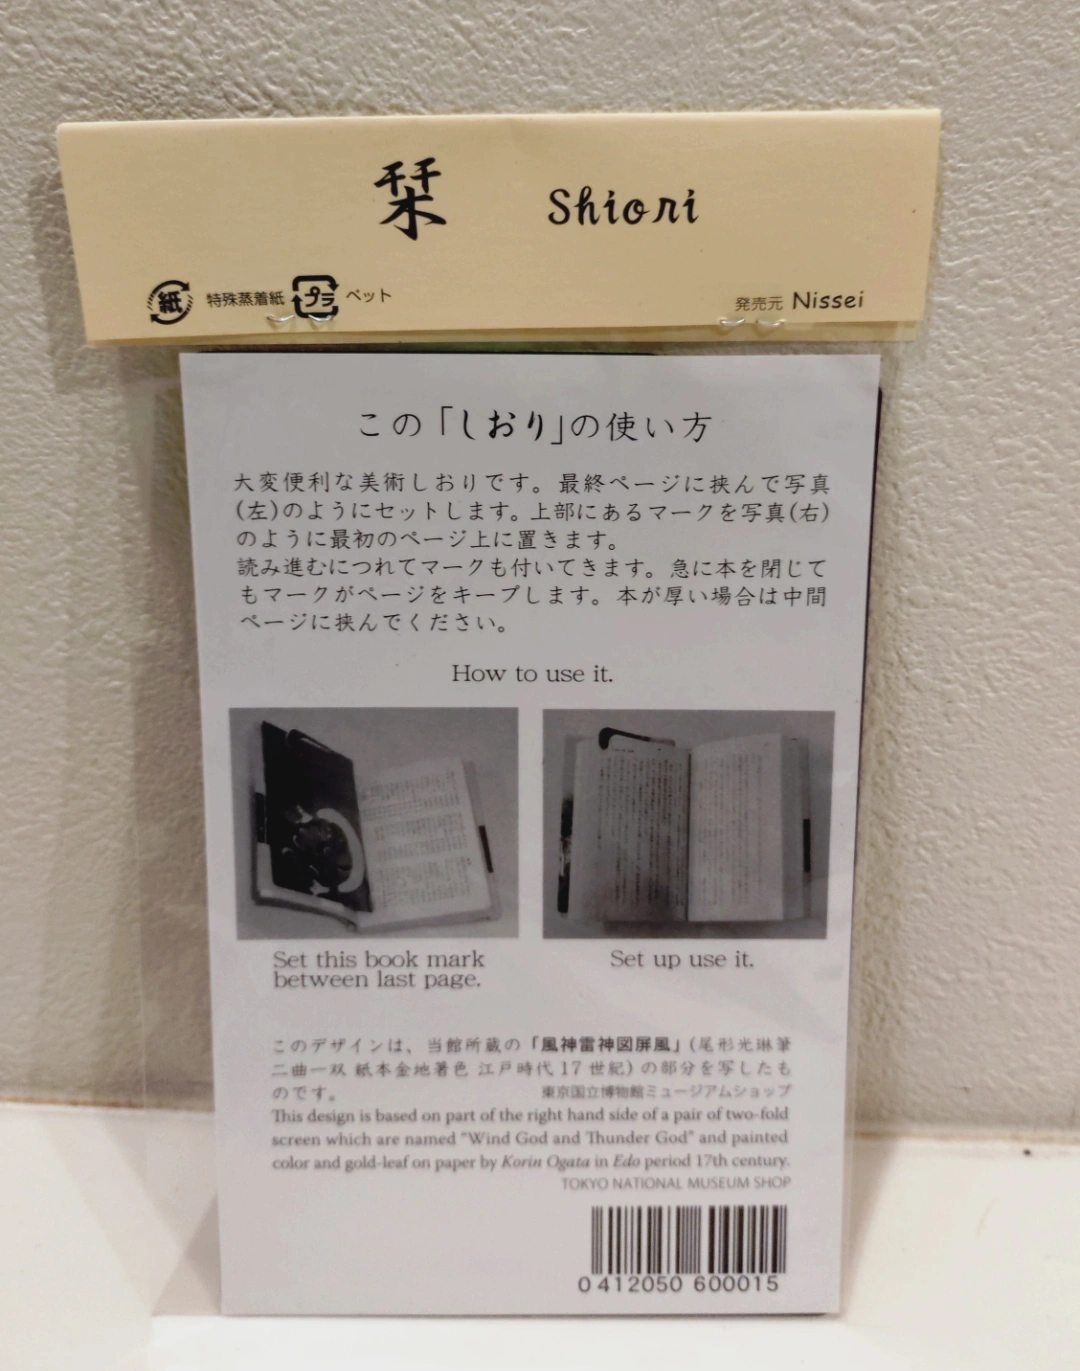 栞 Shiori
紙 特殊蒸着紙 プラ ペット 発売元 Nissei
この「しおり」の使い方
大変便利な美術しおりです。最終ページに挟んで写真
(左)のようにセットします。上部にあるマークを写真(右)
のように最初のページ上に置きます。
読み進むにつれてマークも付いてきます。急に本を閉じて
もマークがページをキープします。本が厚い場合は中間
ページに挟んでください。
How to use it.
Set this book mark
between last page.
Set up use it.
このデザインは、当館所蔵の「風神雷神図屏風」(尾形光琳筆
二曲一双 紙本金地著色 江戸時代 17 世紀) の部分を写したも
のです。 東京国立博物館ミュージアムショップ
This design is based on part of the right hand side of a pair of two-fold
screen which are named "Wind God and Thunder God" and painted
color and gold-leaf on paper by Korin Ogata in Edo period 17th century.
TOKYO NATIONAL MUSEUM SHOP
0 412050 600015